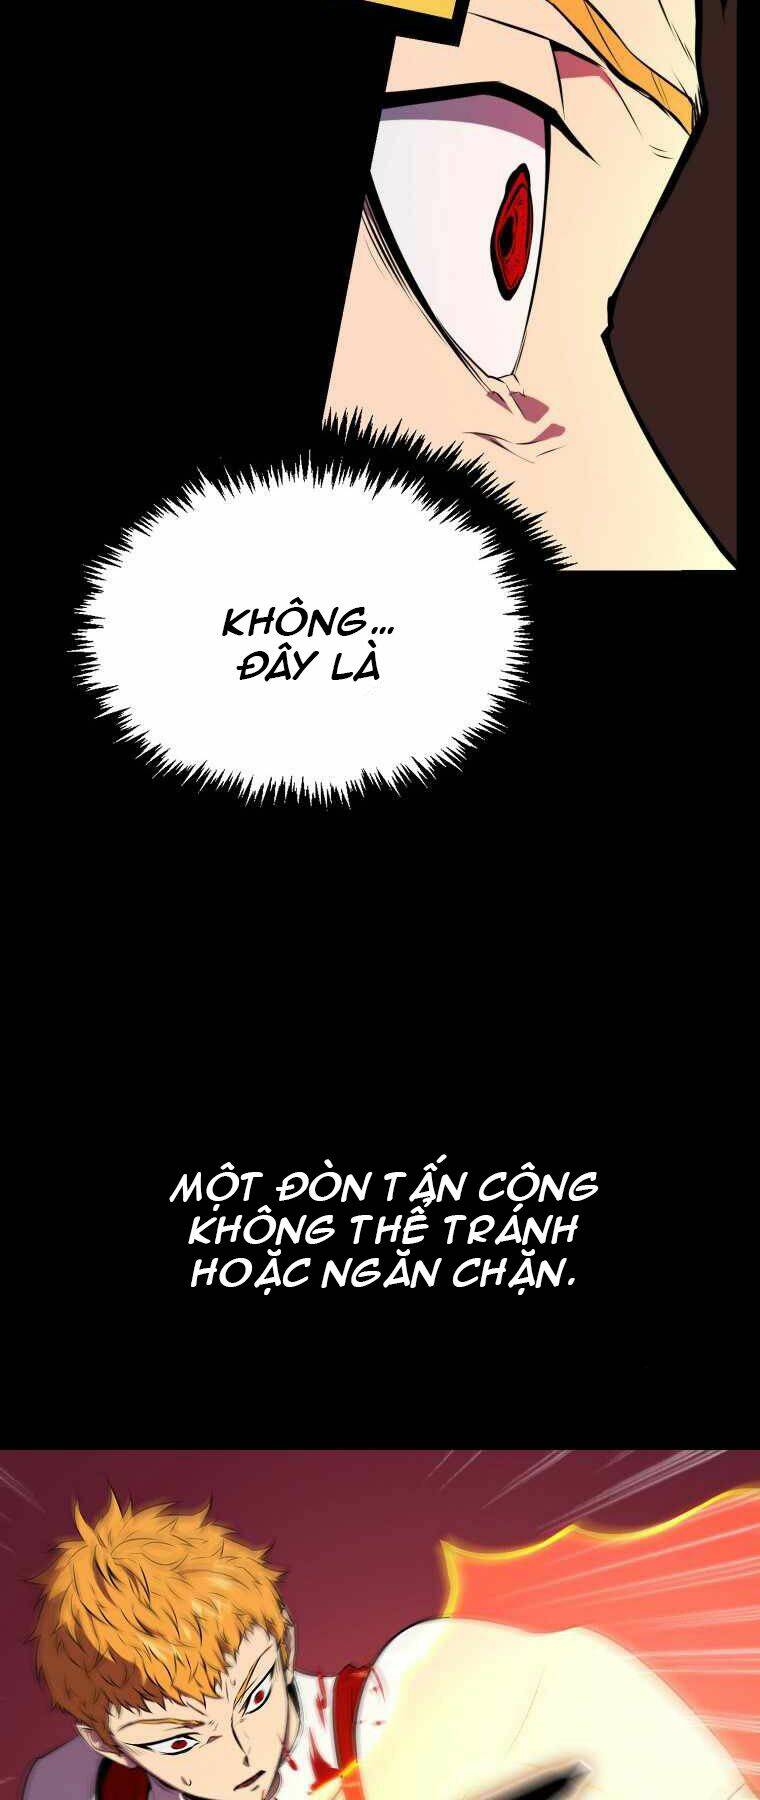 KHÔNG...
ĐÂY LÀ
MỘT ĐÒN TẤN CÔNG
KHÔNG THỂ TRÁNH
HOẶC NGĂN CHẶN.